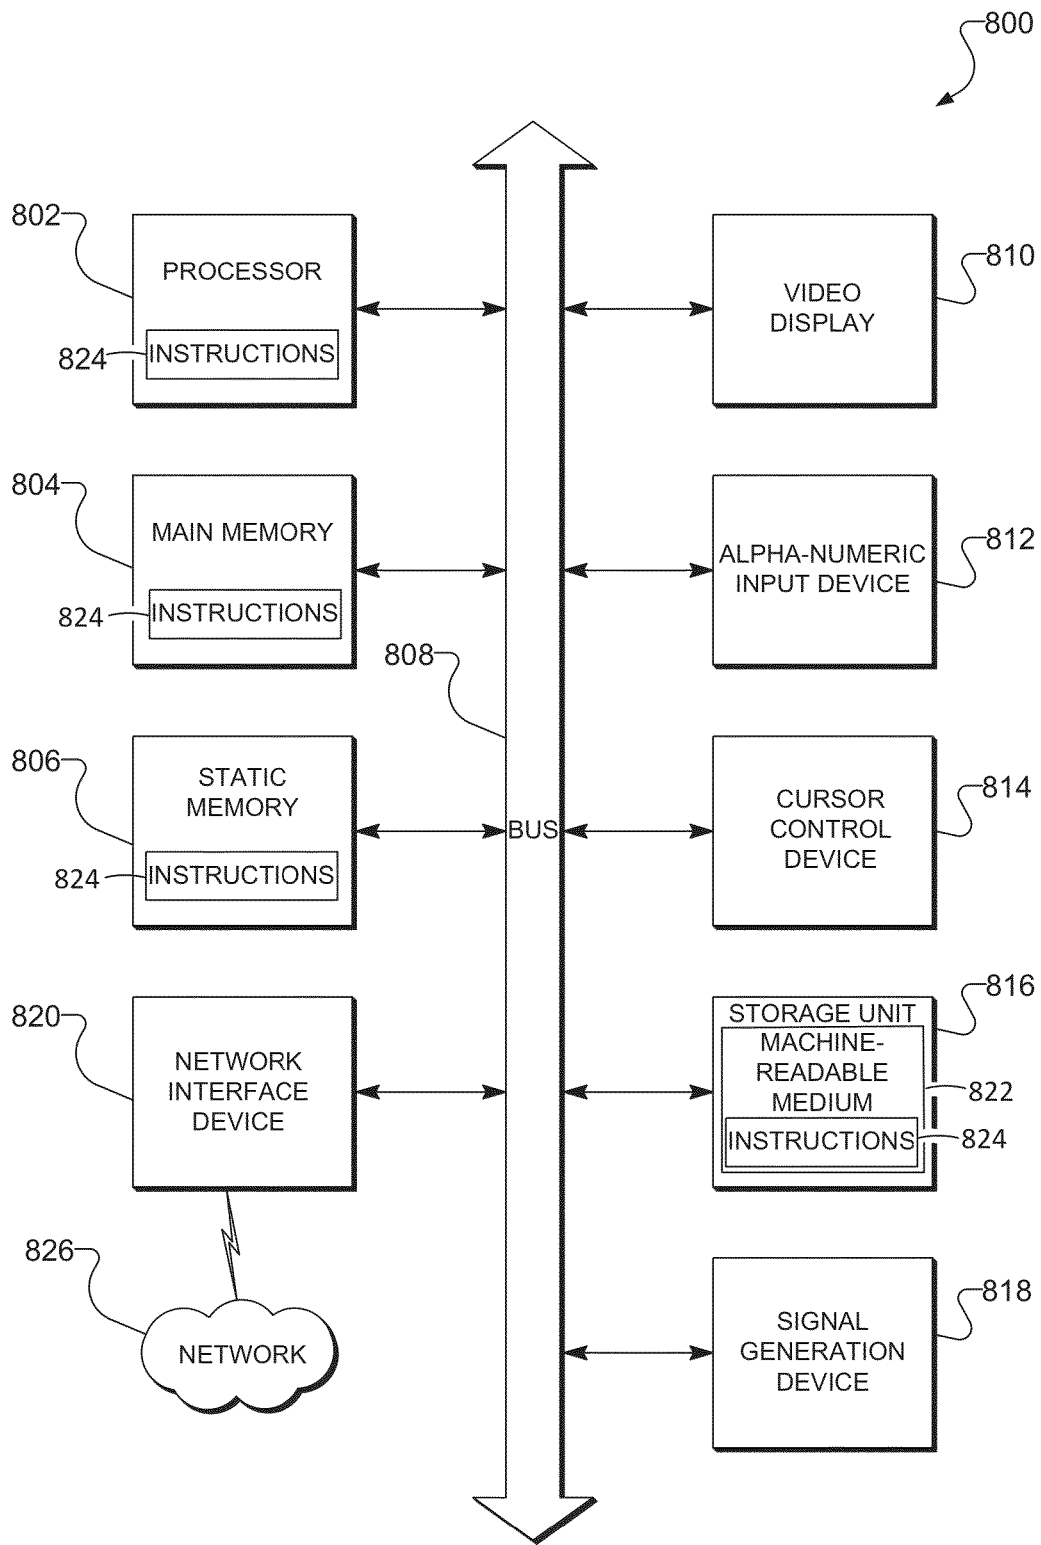 800
802
PROCESSOR
824
INSTRUCTIONS
810
VIDEO
DISPLAY
804
MAIN MEMORY
824
INSTRUCTIONS
812
ALPHA-NUMERIC
INPUT DEVICE
808
BUS
806
STATIC
MEMORY
824
INSTRUCTIONS
814
CURSOR
CONTROL
DEVICE
820
NETWORK
INTERFACE
DEVICE
816
STORAGE UNIT
MACHINE-
READABLE
MEDIUM
822
INSTRUCTIONS
824
826
NETWORK
818
SIGNAL
GENERATION
DEVICE